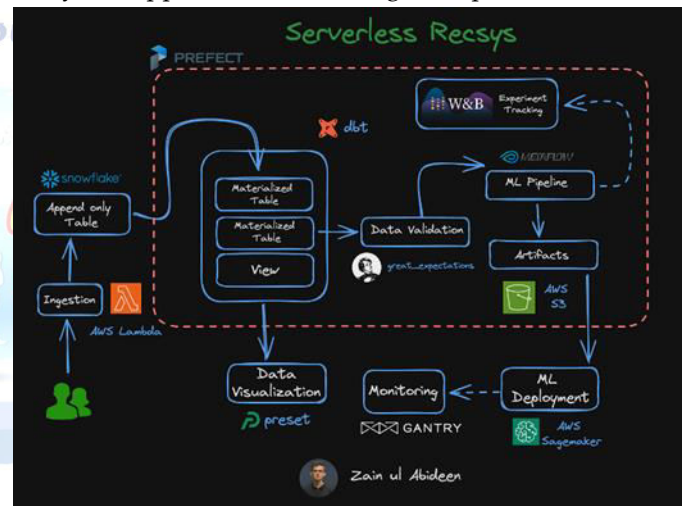 Serverless Recsys
PREFECT
W&B
Experiment
Tracking
dbt
snowflake
METAFLOW
Append only
Table
Materialized
Table
ML Pipeline
Materialized
Table
Data Validation
View
great_expectations
Artifacts
Ingestion
AWS
S3
AWS Lambda
Data
Visualization
Monitoring
ML
Deployment
preset
GANTRY
AWS
Sagemaker
Zain ul Abideen